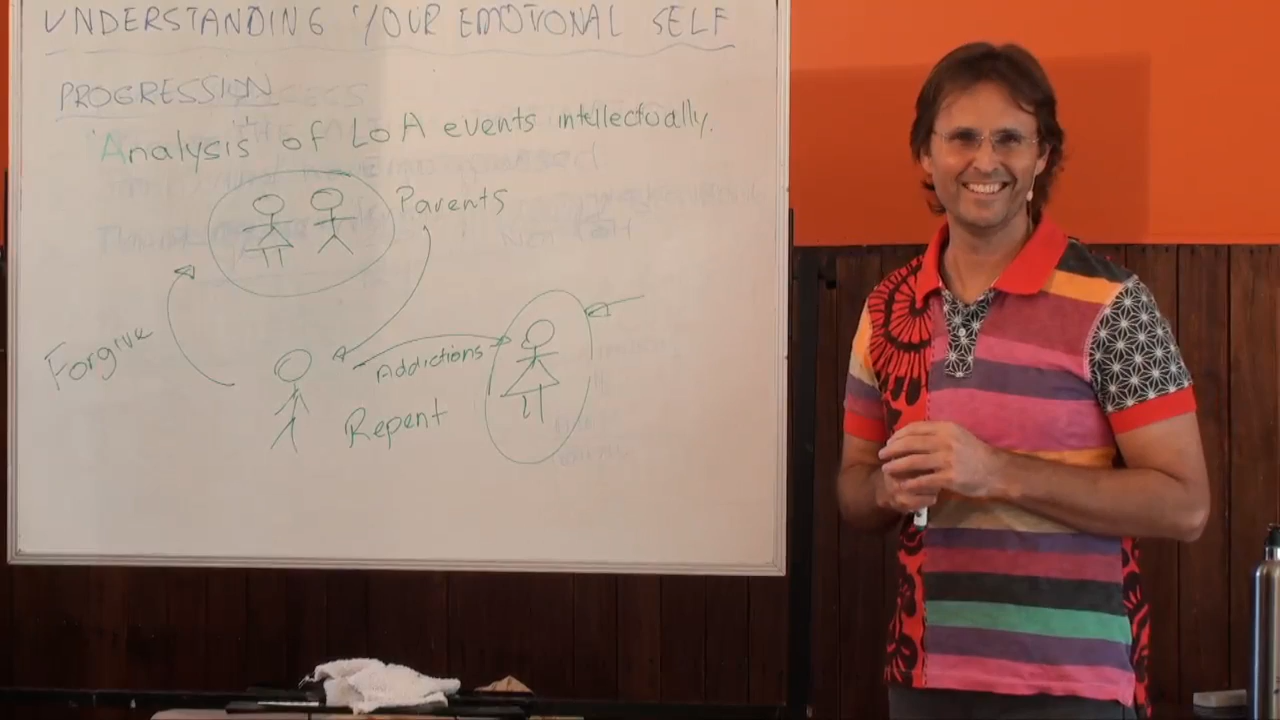 UNDERSTANDING YOUR EMOTIONAL SELF
PROGRESSION
"Analysis" of LoA events intellectually.
Parents
Forgive
Addictions
Repent